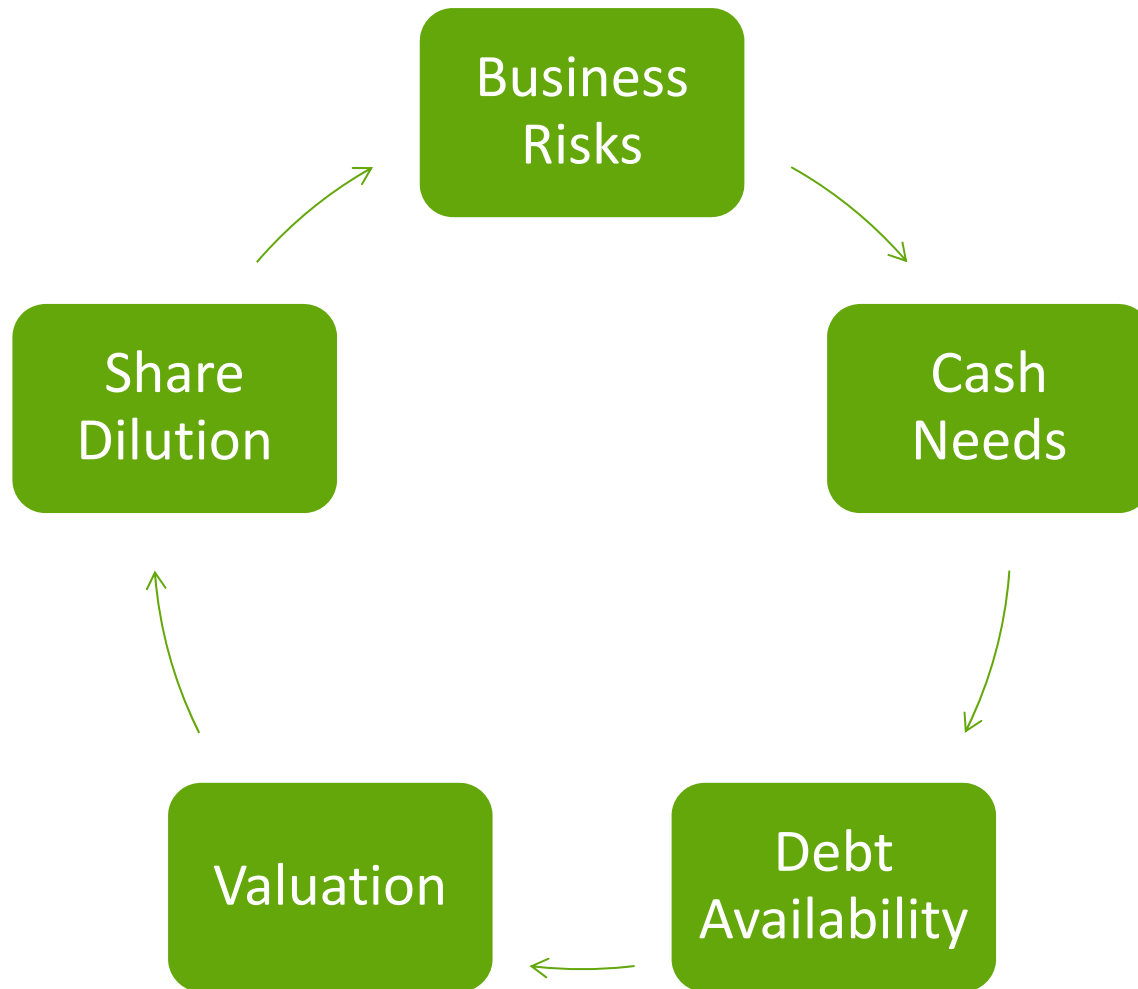 Business
Risks
Cash
Needs
Debt
Availability
Valuation
Share
Dilution